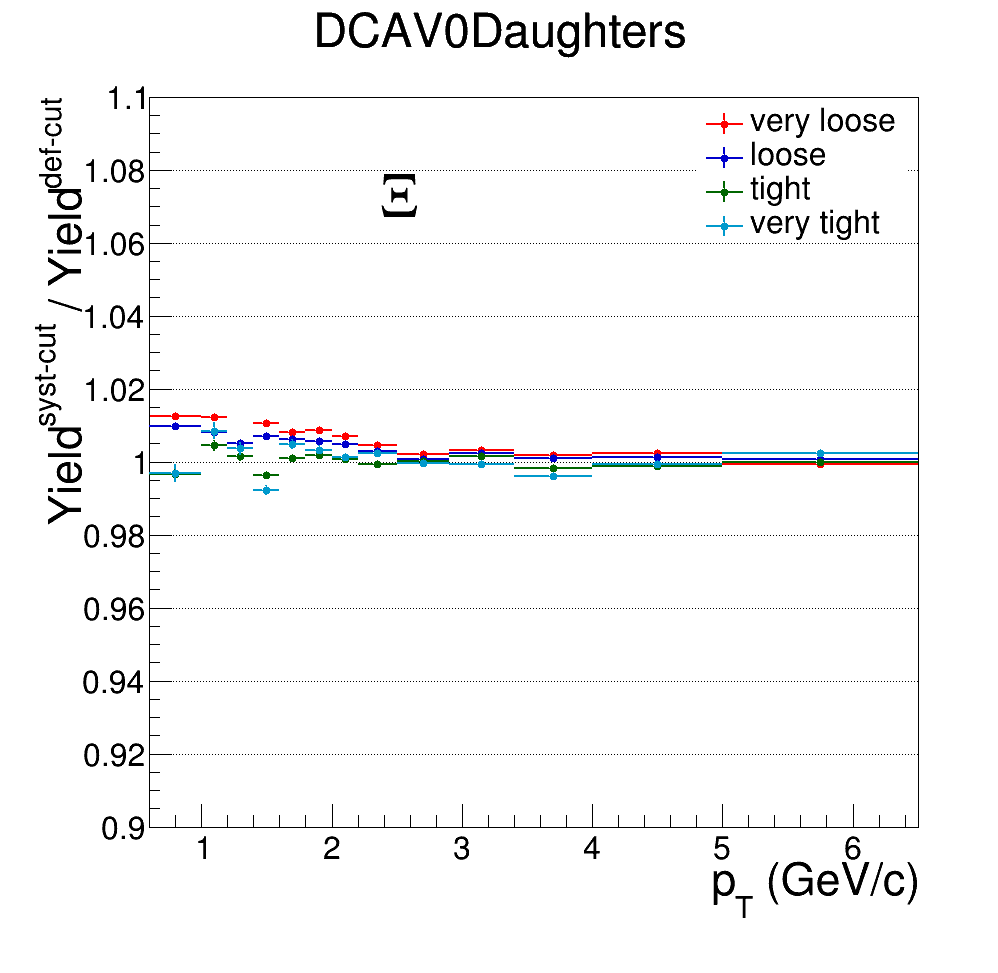 DCAV0Daughters
Yield^syst-cut / Yield^def-cut
1.1
1.08
1.06
1.04
1.02
1
0.98
0.96
0.94
0.92
0.9
Ξ
very loose
loose
tight
very tight
1 2 3 4 5 6
p_T (GeV/c)